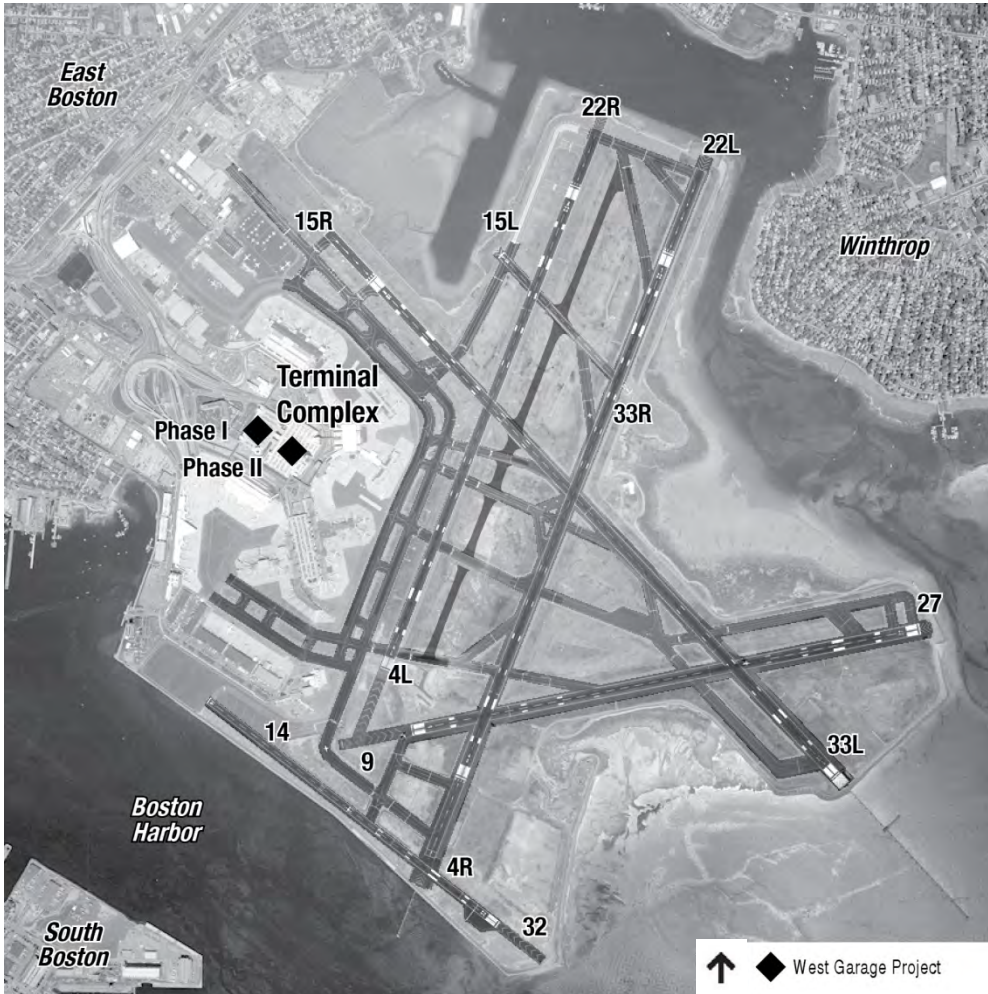 East
Boston
22R
22L
15R
15L
Winthrop
Terminal
Complex
33R
Phase I
Phase II
27
4L
14
9
33L
Boston
Harbor
4R
32
South
Boston
West Garage Project